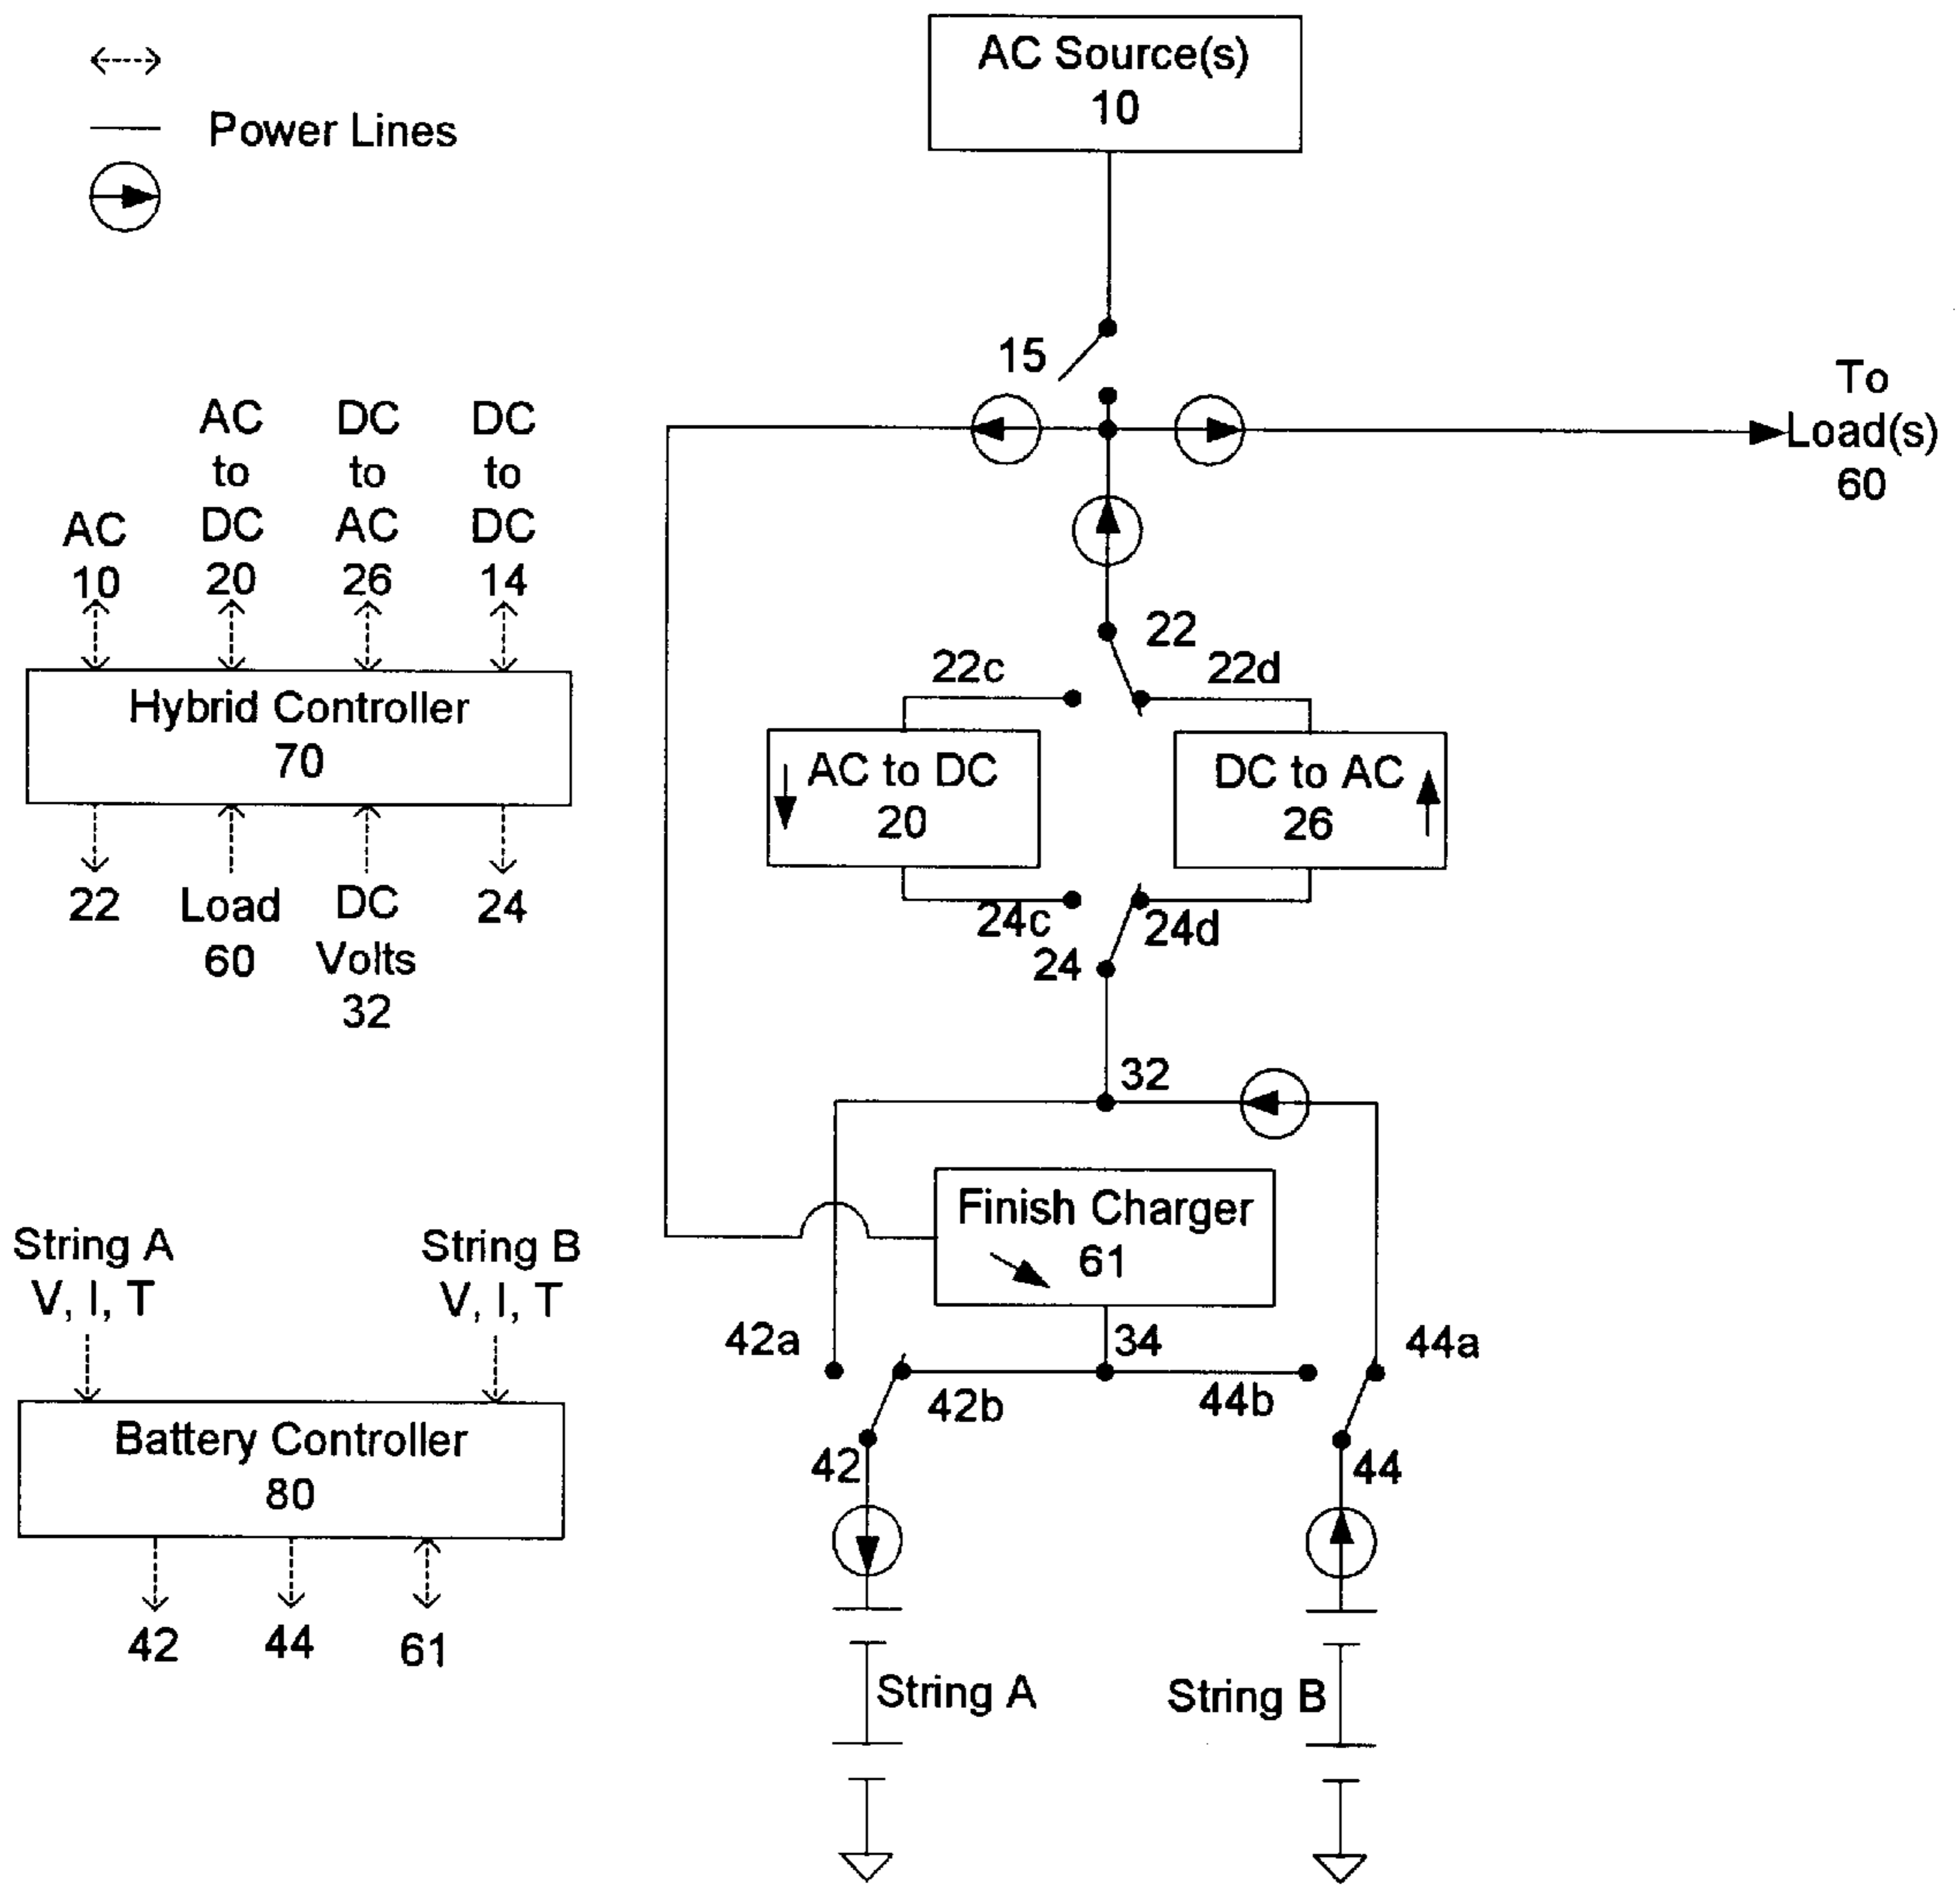 AC Source(s)
10
Power Lines
15
To
Load(s)
60
AC
10
AC
to
DC
20
DC
to
AC
26
DC
to
DC
14
Hybrid Controller
70
22
Load
60
DC
Volts
32
24
22
22c
22d
AC to DC
20
DC to AC
26
24c
24d
24
32
Finish Charger
61
34
42a
42b
44b
44a
42
44
String A
V, I, T
String B
V, I, T
Battery Controller
80
42
44
61
String A
String B